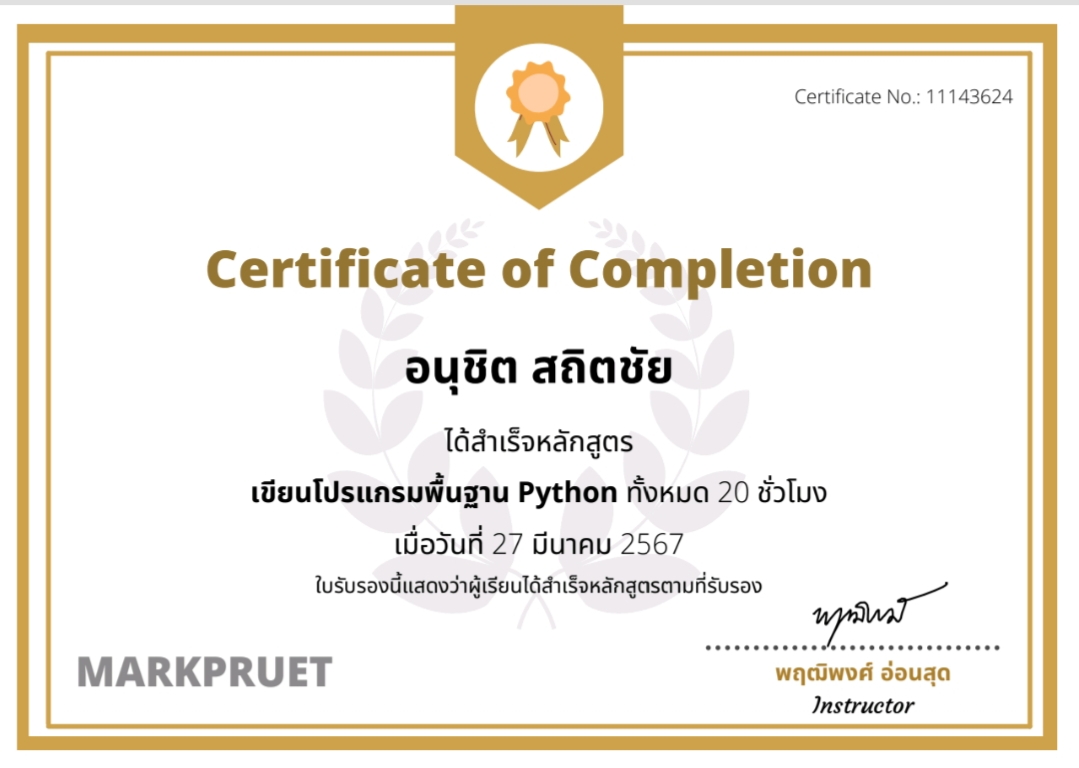 Certificate No.: 11143624
Certificate of Completion
อนุชิต สถิตชัย
ได้สำเร็จหลักสูตร
เขียนโปรแกรมพื้นฐาน Python ทั้งหมด 20 ชั่วโมง
เมื่อวันที่ 27 มีนาคม 2567
ใบรับรองนี้แสดงว่าผู้เรียนได้สำเร็จหลักสูตรตามที่รับรอง
MARKPRUET
พฤฒิพงศ์ อ่อนสุด
Instructor